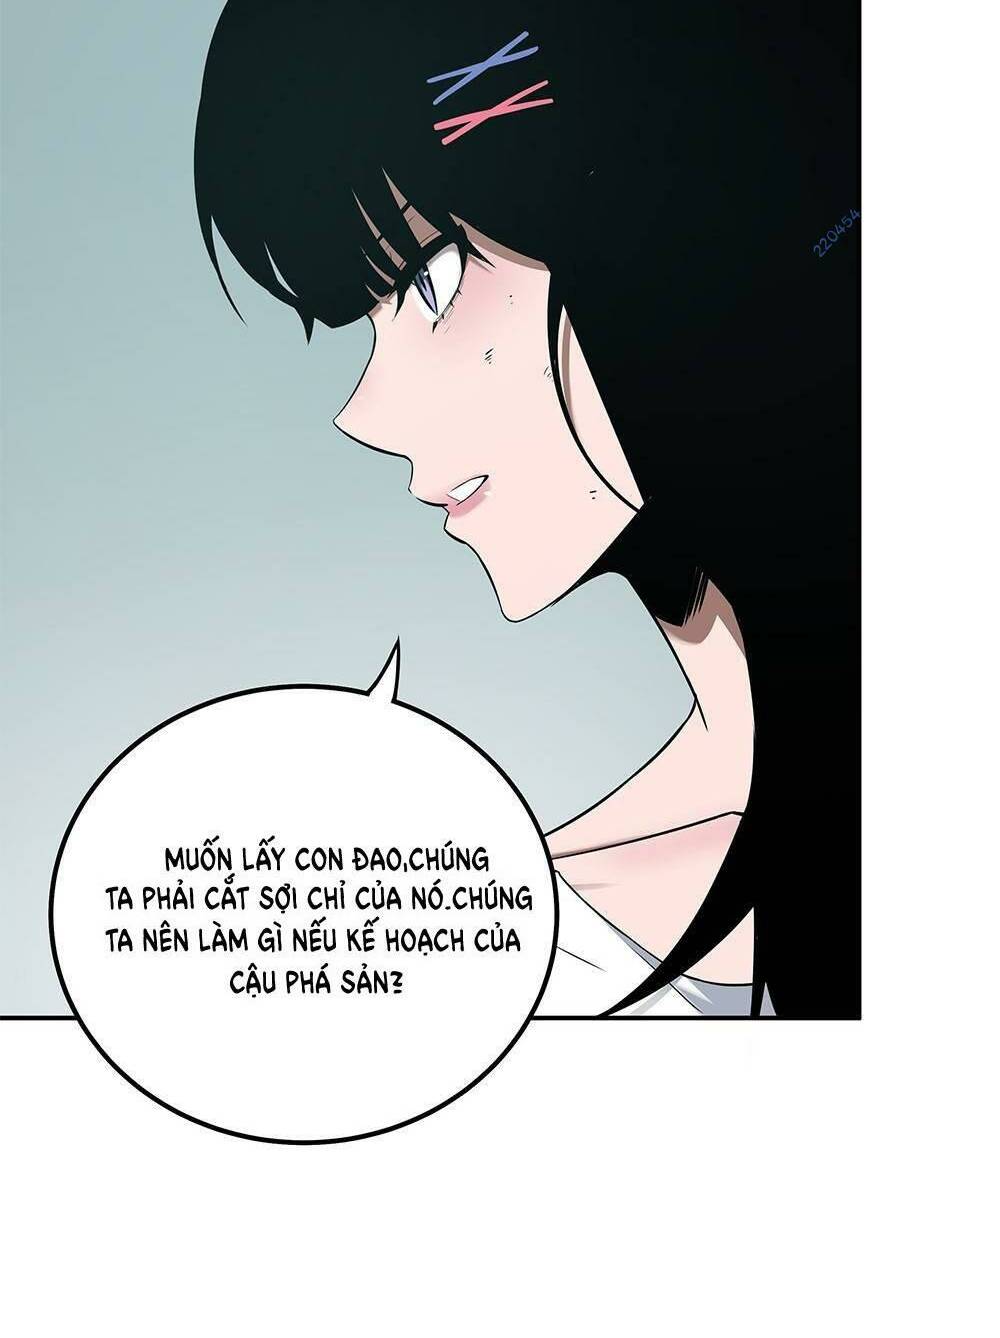 220454
MUỐN LẤY CON ĐAO,CHÚNG
TA PHẢI CẮT SỢI CHỈ CỦA NÓ.CHÚNG
TA NÊN LÀM GÌ NẾU KẾ HOẠCH CỦA
CẬU PHÁ SẢN?